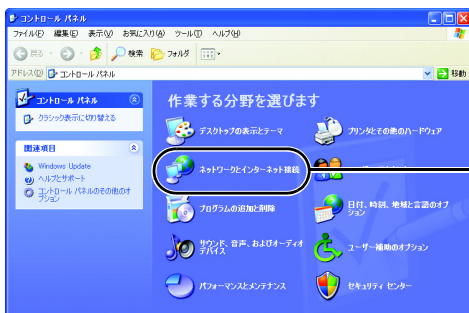 コントロール パネル
ファイル(F) 編集(E) 表示(V) お気に入り(A) ツール(T) ヘルプ(H)
戻る 検索 フォルダ
アドレス(D) コントロール パネル 移動
コントロール パネル
クラシック表示に切り替える
関連項目
Windows Update
ヘルプとサポート
コントロール パネルのその他のオプション
作業する分野を選びます
デスクトップの表示とテーマ
プリンタとその他のハードウェア
ネットワークとインターネット接続
プログラムの追加と削除
日付、時刻、地域と言語のオプション
サウンド、音声、およびオーディオ デバイス
ユーザー補助のオプション
パフォーマンスとメンテナンス
セキュリティ センター